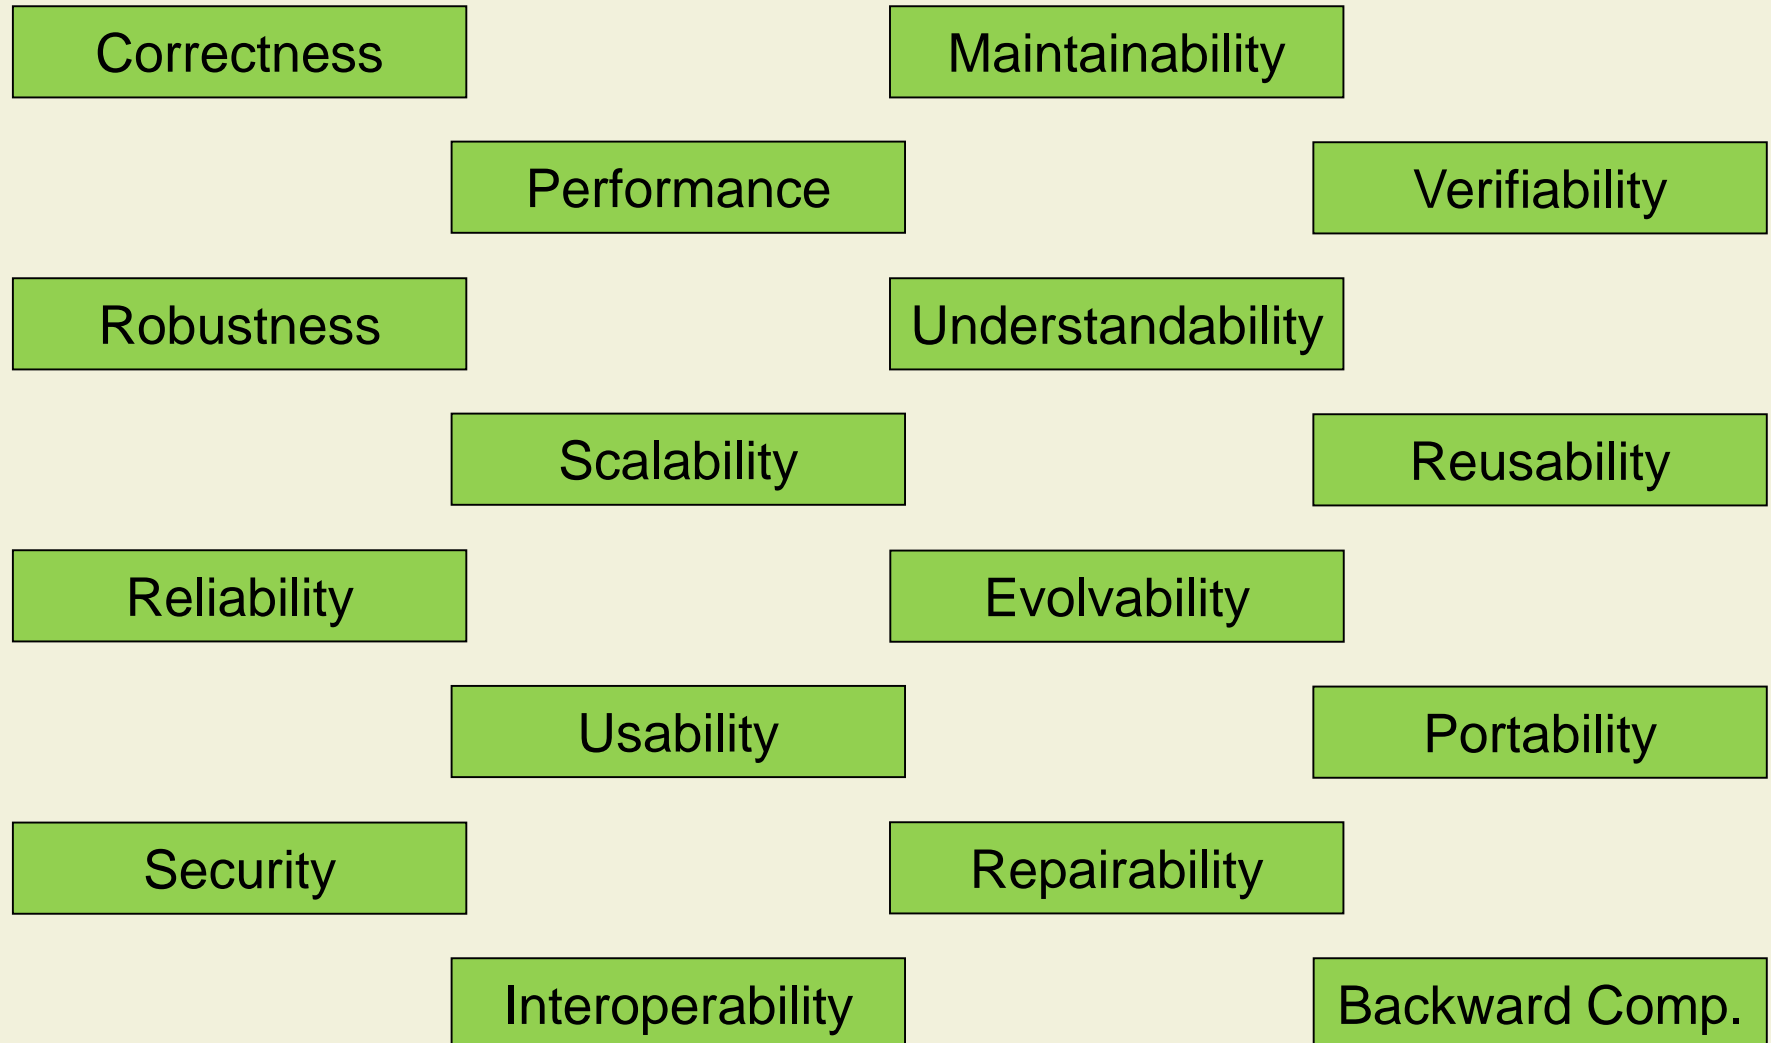 Correctness
Maintainability
Performance
Verifiability
Robustness
Understandability
Scalability
Reusability
Reliability
Evolvability
Usability
Portability
Security
Repairability
Interoperability
Backward Comp.